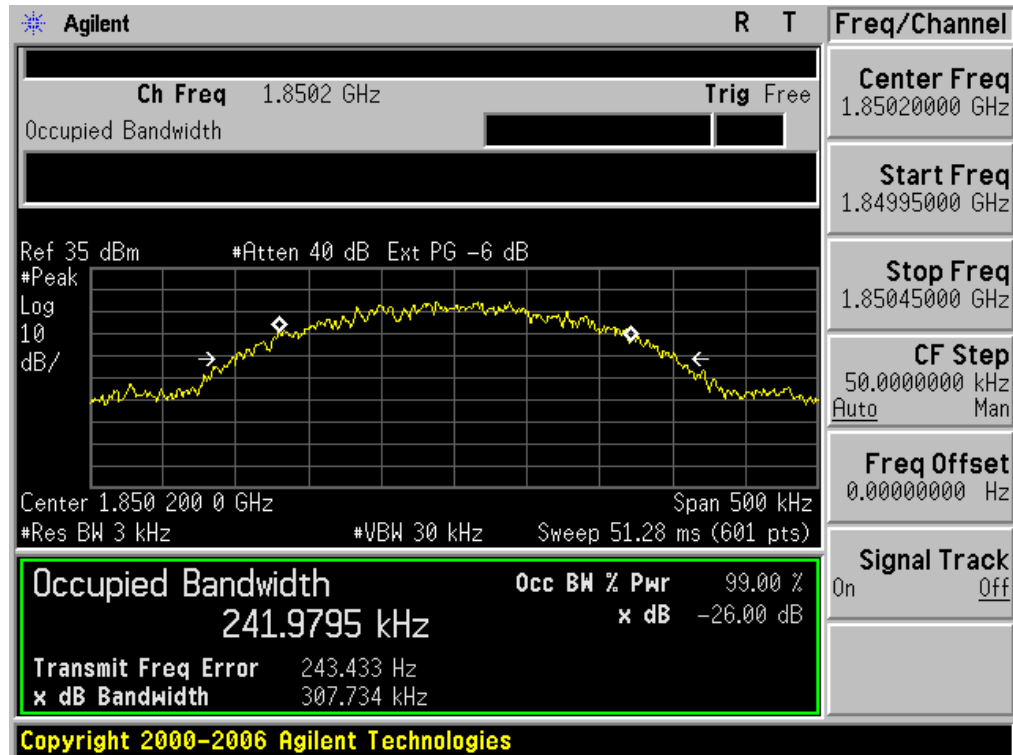 Agilent R T
Ch Freq 1.8502 GHz Trig Free
Occupied Bandwidth
Ref 35 dBm #Atten 40 dB Ext PG -6 dB
#Peak
Log
10
dB/
Center 1.850 200 0 GHz Span 500 kHz
#Res BW 3 kHz #VBW 30 kHz Sweep 51.28 ms (601 pts)
Occupied Bandwidth Occ BW % Pwr 99.00 %
241.9795 kHz x dB -26.00 dB
Transmit Freq Error 243.433 Hz
x dB Bandwidth 307.734 kHz
Copyright 2000-2006 Agilent Technologies
Freq/Channel
Center Freq
1.85020000 GHz
Start Freq
1.84995000 GHz
Stop Freq
1.85045000 GHz
CF Step
50.0000000 kHz
Auto Man
Freq Offset
0.00000000 Hz
Signal Track
On Off